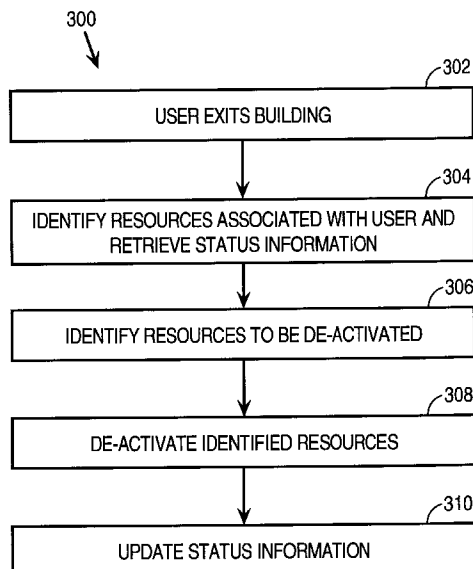 300
302
USER EXITS BUILDING
304
IDENTIFY RESOURCES ASSOCIATED WITH USER AND
RETRIEVE STATUS INFORMATION
306
IDENTIFY RESOURCES TO BE DE-ACTIVATED
308
DE-ACTIVATE IDENTIFIED RESOURCES
310
UPDATE STATUS INFORMATION